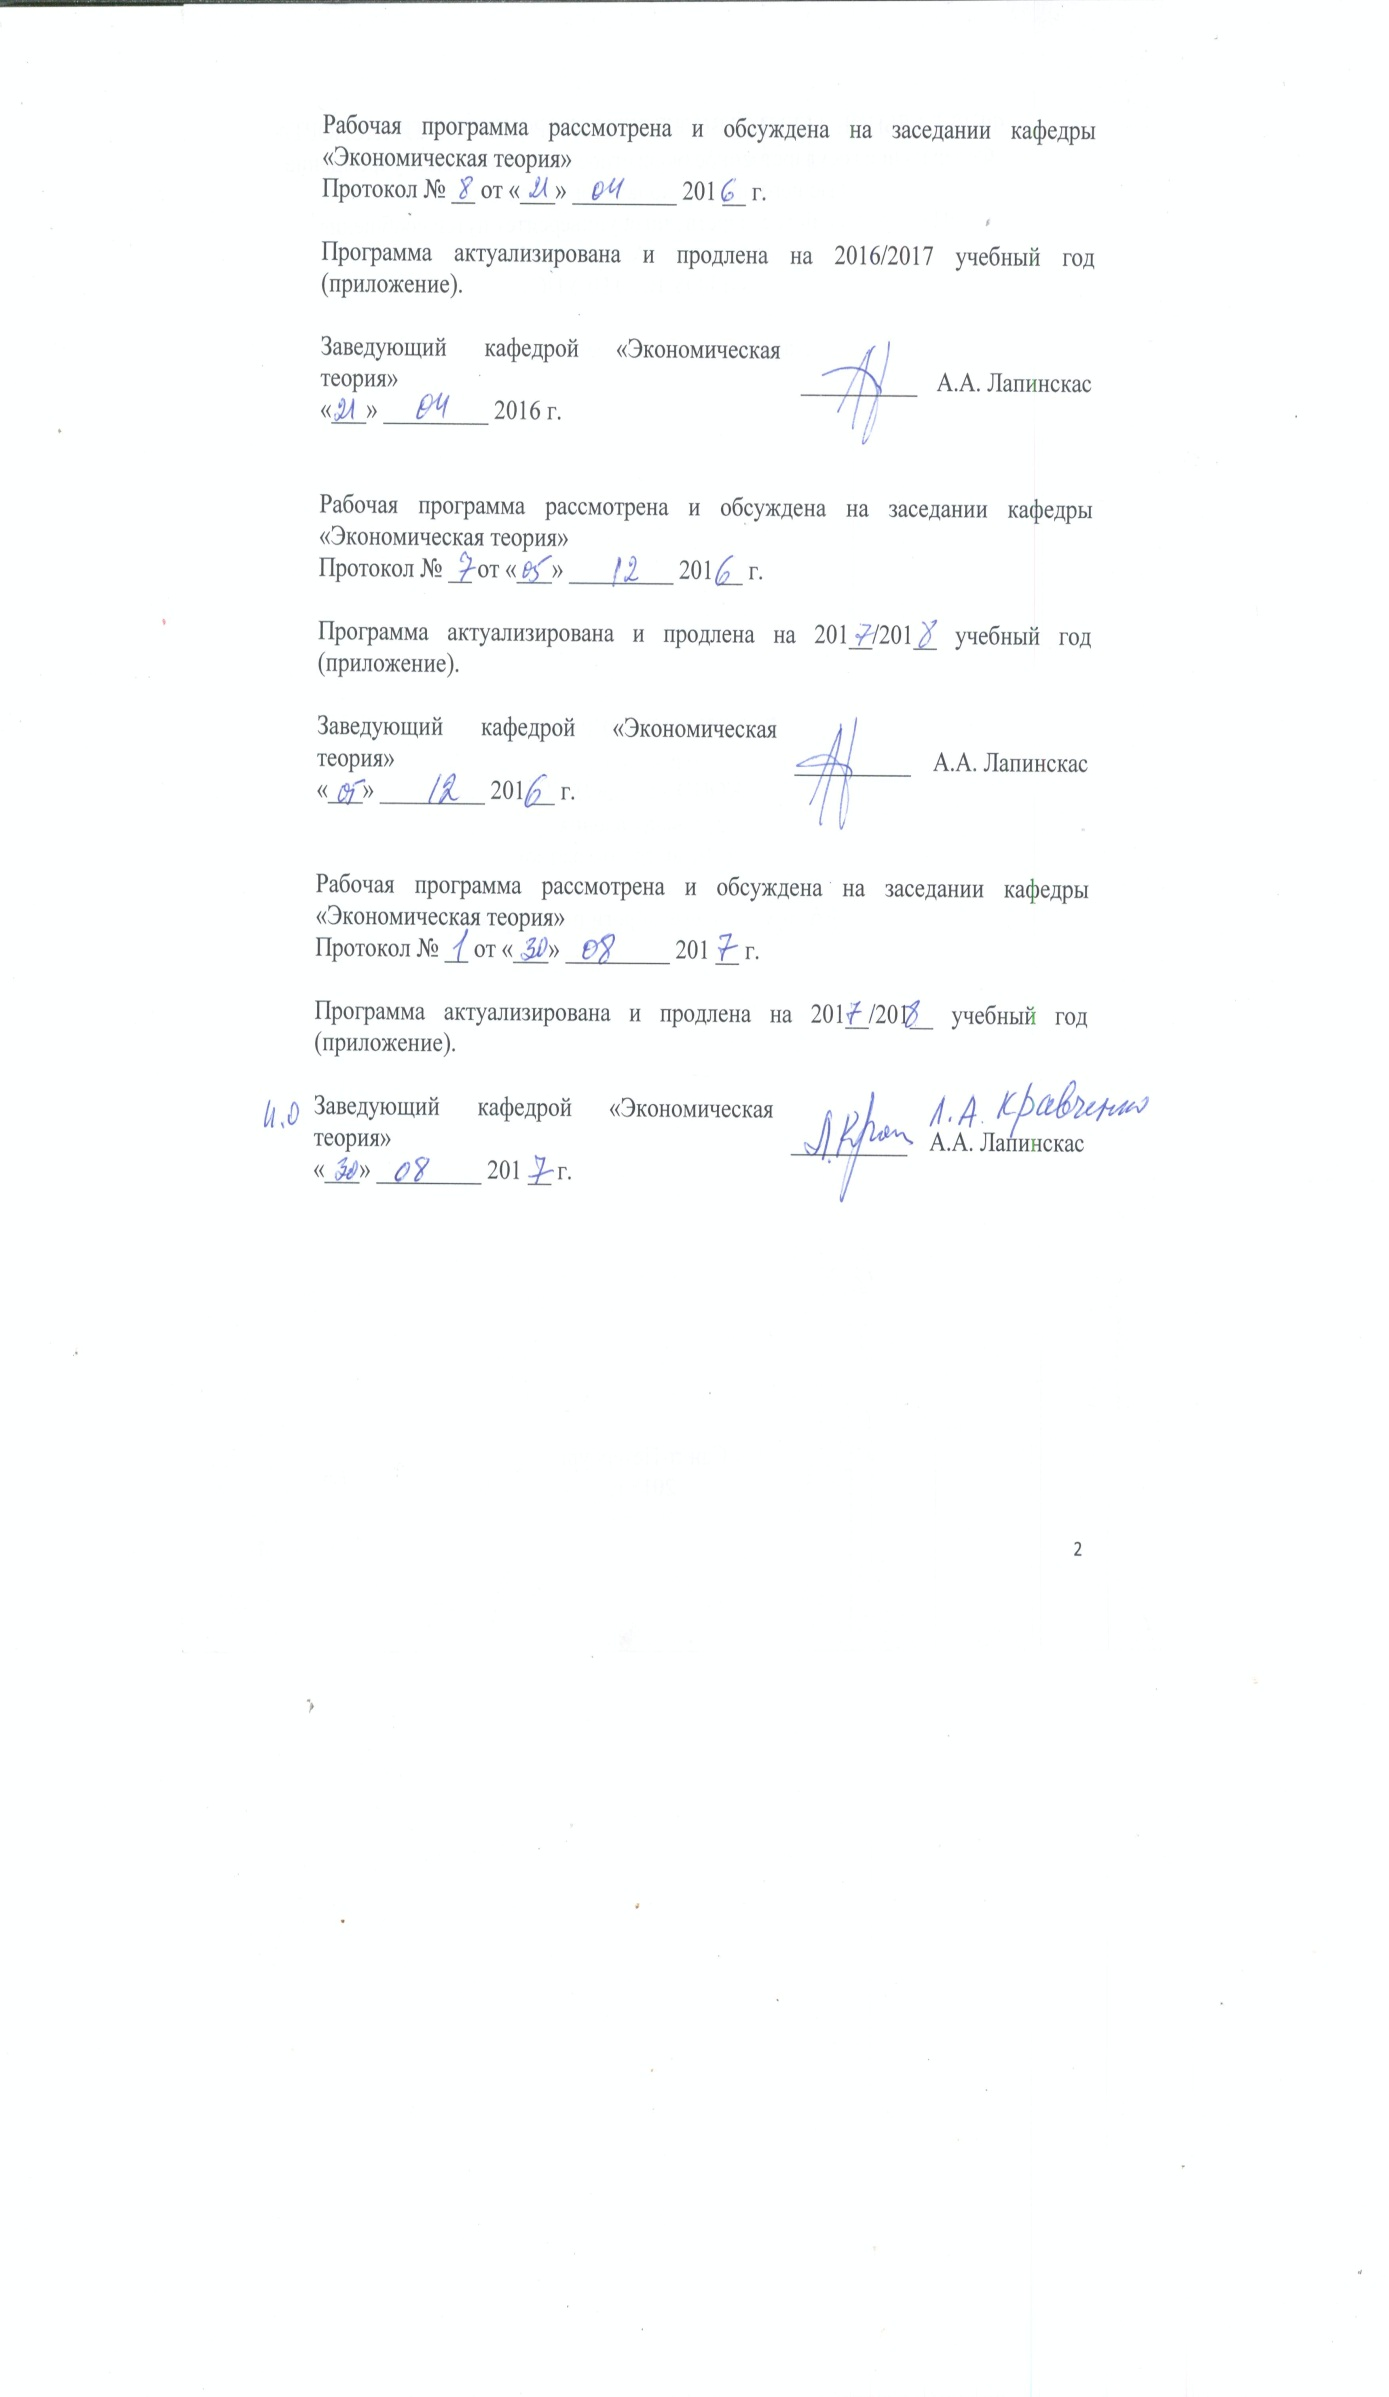 Рабочая программа рассмотрена и обсуждена на заседании кафедры
«Экономическая теория»
Протокол № 8 от «21» 04 2016 г.
Программа актуализирована и продлена на 2016/2017 учебный год
(приложение).
Заведующий кафедрой «Экономическая
теория» А.А. Лапинскас
«21» 04 2016 г.
Рабочая программа рассмотрена и обсуждена на заседании кафедры
«Экономическая теория»
Протокол № 7 от «05» 12 2016 г.
Программа актуализирована и продлена на 2017/2018 учебный год
(приложение).
Заведующий кафедрой «Экономическая
теория» А.А. Лапинскас
«05» 12 2016 г.
Рабочая программа рассмотрена и обсуждена на заседании кафедры
«Экономическая теория»
Протокол № 1 от «30» 08 2017 г.
Программа актуализирована и продлена на 2017/2018 учебный год
(приложение).
И.О Заведующий кафедрой «Экономическая Л.А. Кравченко
теория» А.А. Лапинскас
«30» 08 2017 г.
2